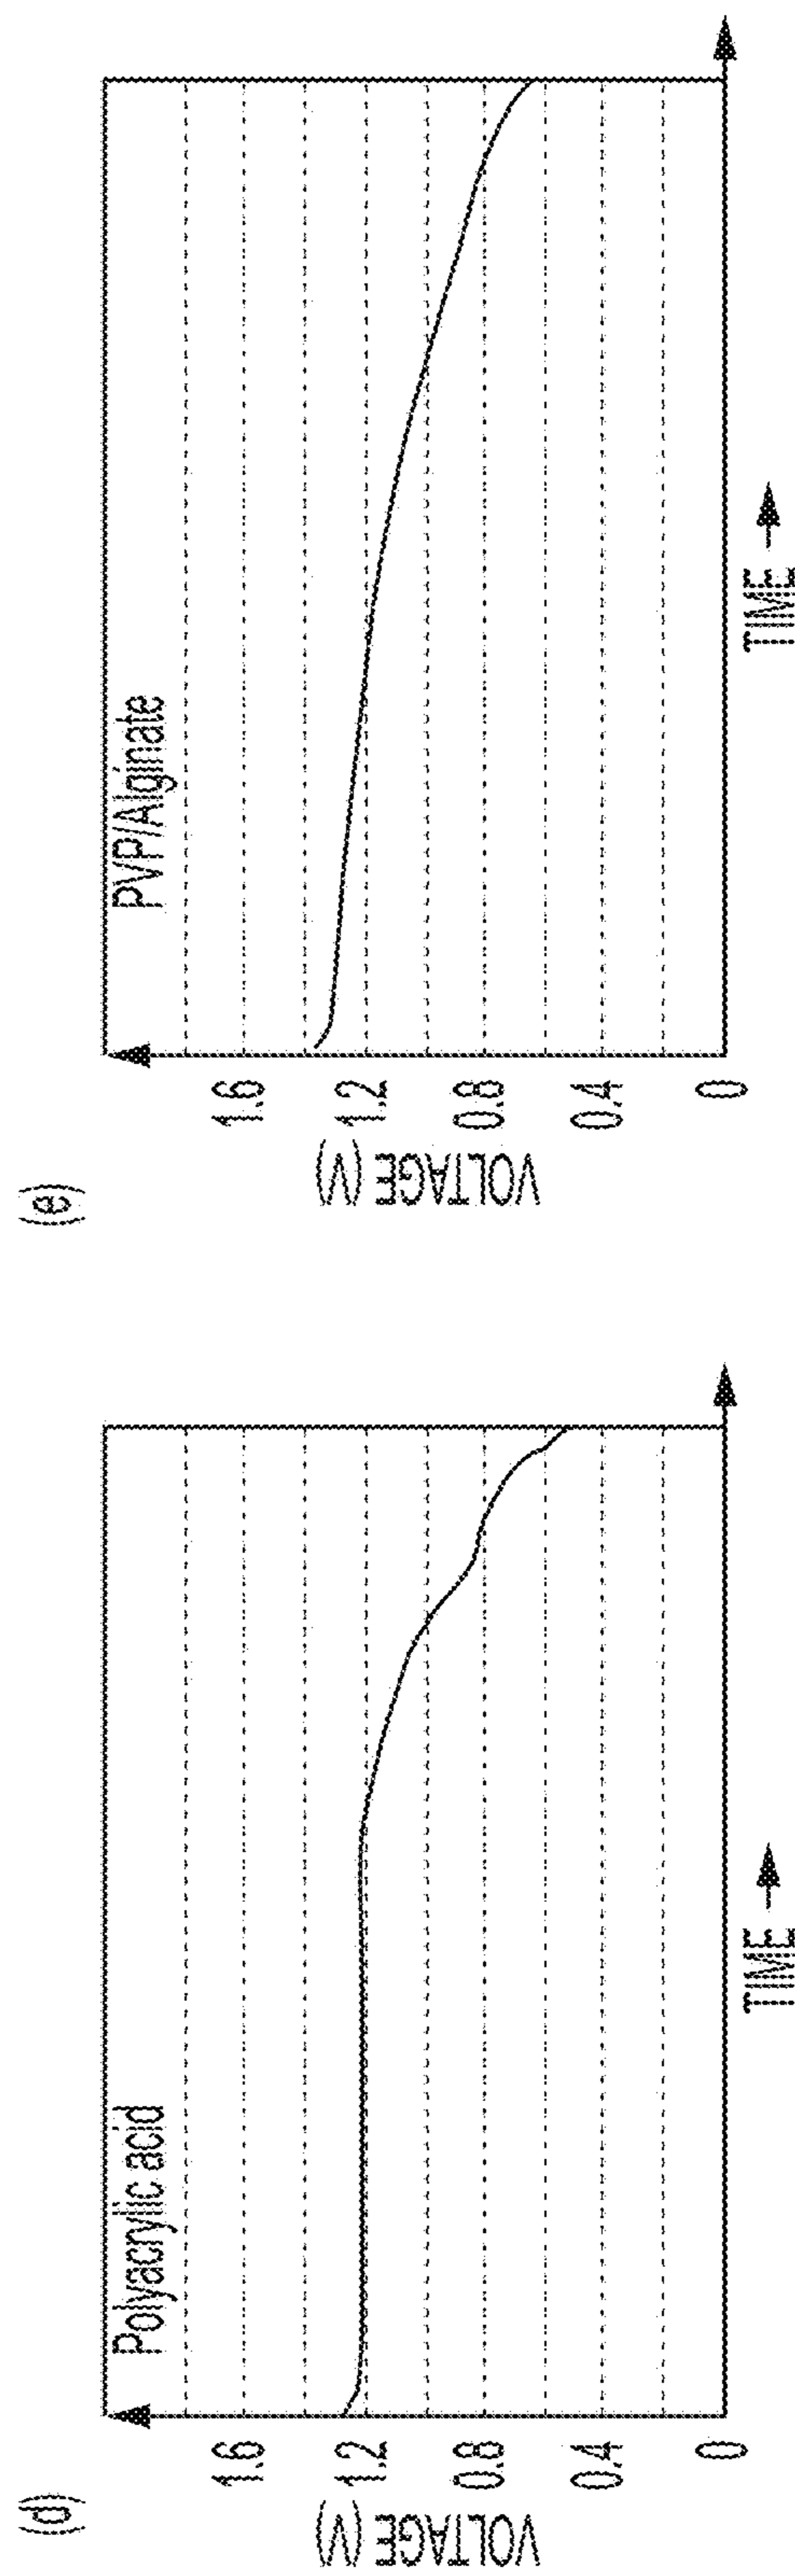 (d)
Polyacrylic acid
VOLTAGE (V)
1.6
1.2
0.8
0.4
0
TIME
(e)
PVP/Alginate
VOLTAGE (V)
1.6
1.2
0.8
0.4
0
TIME